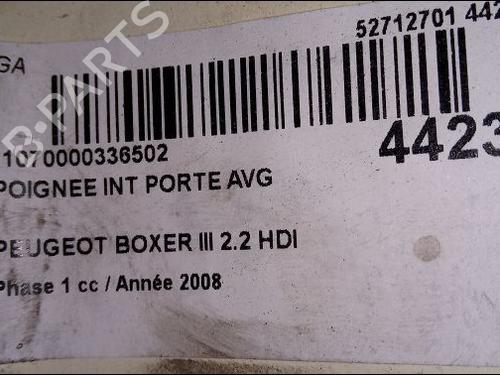 B-PARTS
GA
52712701 442
11070000336502
4423
POIGNEE INT PORTE AVG
PEUGEOT BOXER III 2.2 HDI
Phase 1 cc / Année 2008